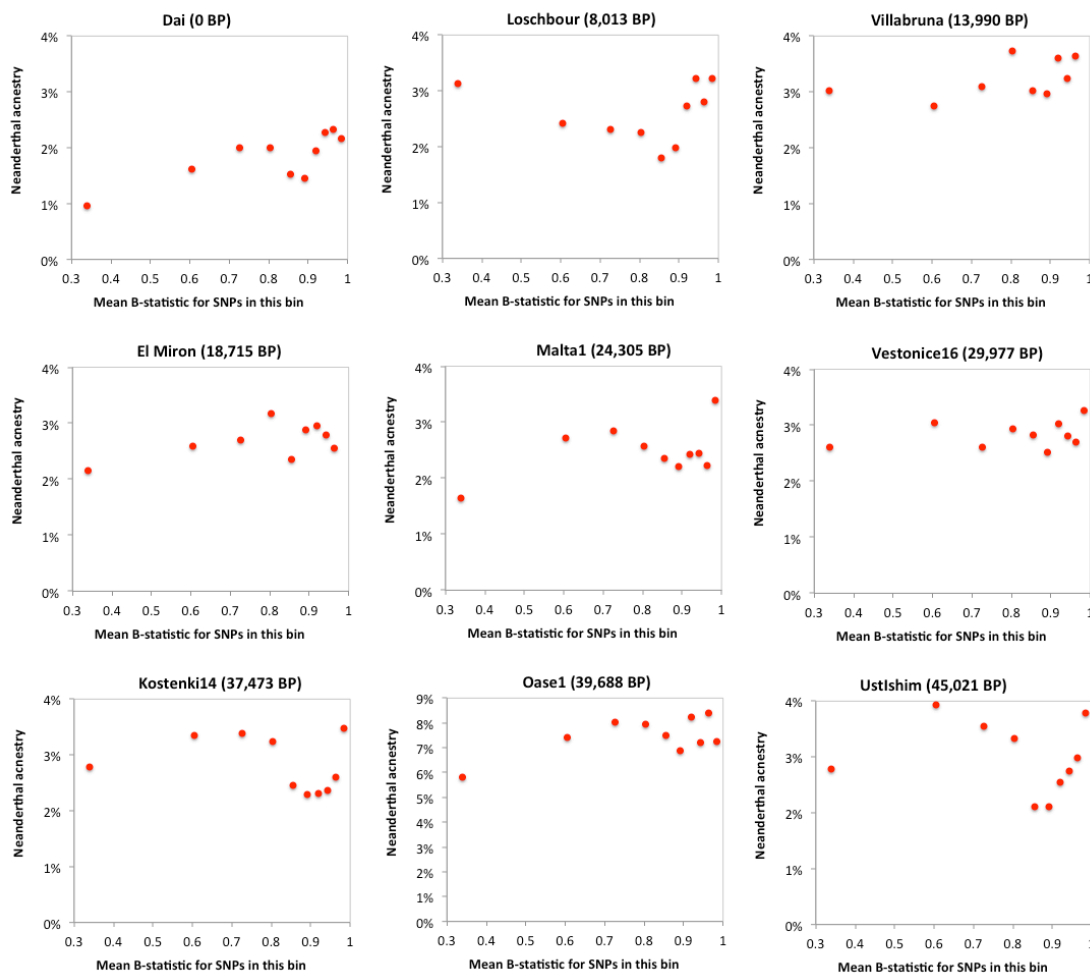 Dai (0 BP)
4%
3%
2%
1%
0%
Neanderthal acnestry
0.3 0.4 0.5 0.6 0.7 0.8 0.9 1
Mean B-statistic for SNPs in this bin
Loschbour (8,013 BP)
4%
3%
2%
1%
0%
Neanderthal acnestry
0.3 0.4 0.5 0.6 0.7 0.8 0.9 1
Mean B-statistic for SNPs in this bin
Villabruna (13,990 BP)
4%
3%
2%
1%
0%
Neanderthal acnestry
0.3 0.4 0.5 0.6 0.7 0.8 0.9 1
Mean B-statistic for SNPs in this bin
El Miron (18,715 BP)
4%
3%
2%
1%
0%
Neanderthal acnestry
0.3 0.4 0.5 0.6 0.7 0.8 0.9 1
Mean B-statistic for SNPs in this bin
Malta1 (24,305 BP)
4%
3%
2%
1%
0%
Neanderthal acnestry
0.3 0.4 0.5 0.6 0.7 0.8 0.9 1
Mean B-statistic for SNPs in this bin
Vestonice16 (29,977 BP)
4%
3%
2%
1%
0%
Neanderthal acnestry
0.3 0.4 0.5 0.6 0.7 0.8 0.9 1
Mean B-statistic for SNPs in this bin
Kostenki14 (37,473 BP)
4%
3%
2%
1%
0%
Neanderthal acnestry
0.3 0.4 0.5 0.6 0.7 0.8 0.9 1
Mean B-statistic for SNPs in this bin
Oase1 (39,688 BP)
9%
8%
7%
6%
5%
4%
3%
2%
1%
0%
Neanderthal acnestry
0.3 0.4 0.5 0.6 0.7 0.8 0.9 1
Mean B-statistic for SNPs in this bin
UstIshim (45,021 BP)
4%
3%
2%
1%
0%
Neanderthal acnestry
0.3 0.4 0.5 0.6 0.7 0.8 0.9 1
Mean B-statistic for SNPs in this bin